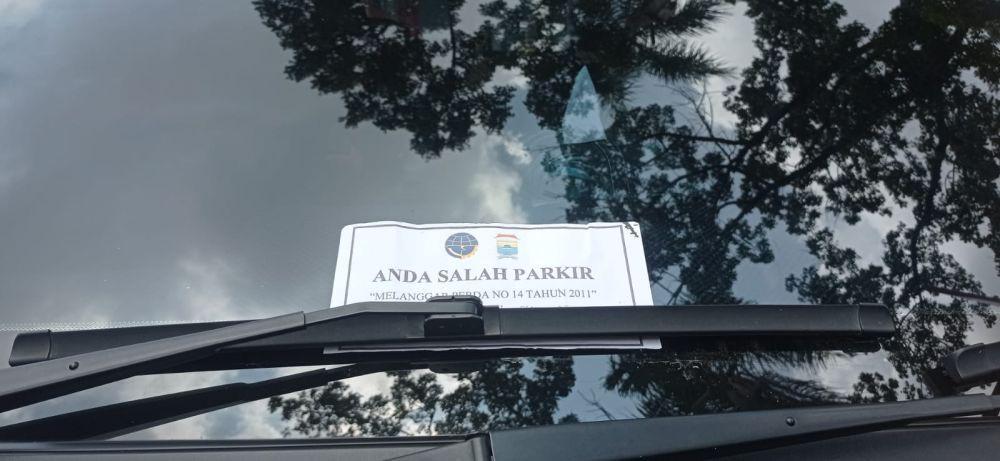 ANDA SALAH PARKIR
"MELANGGAR PERDA NO 14 TAHUN 2011"